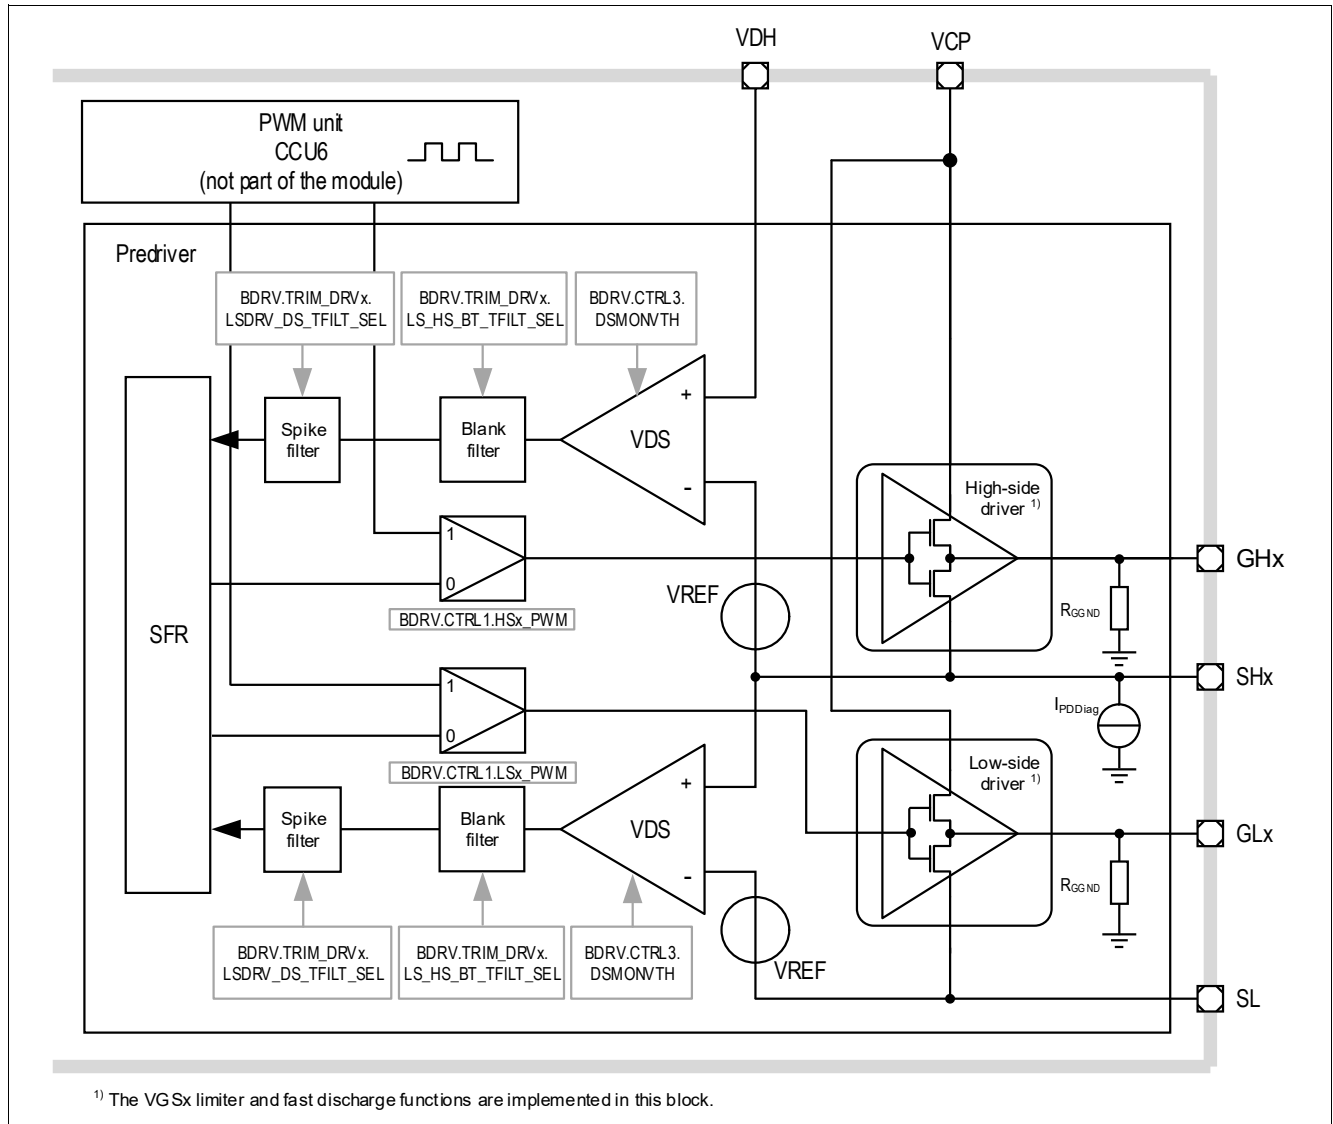 VDH
VCP
PWM unit
CCU6
(not part of the module)
Predriver
BDRV.TRIM_DRVx.
LSDRV_DS_TFILT_SEL
BDRV.TRIM_DRVx.
LS_HS_BT_TFILT_SEL
BDRV.CTRL3.
DSMONVTH
+
VDS
-
Spike
filter
Blank
filter
High-side
driver 1)
1
0
BDRV.CTRL1.HSx_PWM
VREF
GHx
RGGND
SFR
SHx
IPDDiag
1
0
BDRV.CTRL1.LSx_PWM
Low-side
driver 1)
+
VDS
-
Spike
filter
Blank
filter
GLx
RGGND
BDRV.TRIM_DRVx.
LSDRV_DS_TFILT_SEL
BDRV.TRIM_DRVx.
LS_HS_BT_TFILT_SEL
BDRV.CTRL3.
DSMONVTH
VREF
SL
1) The VGSx limiter and fast discharge functions are implemented in this block.